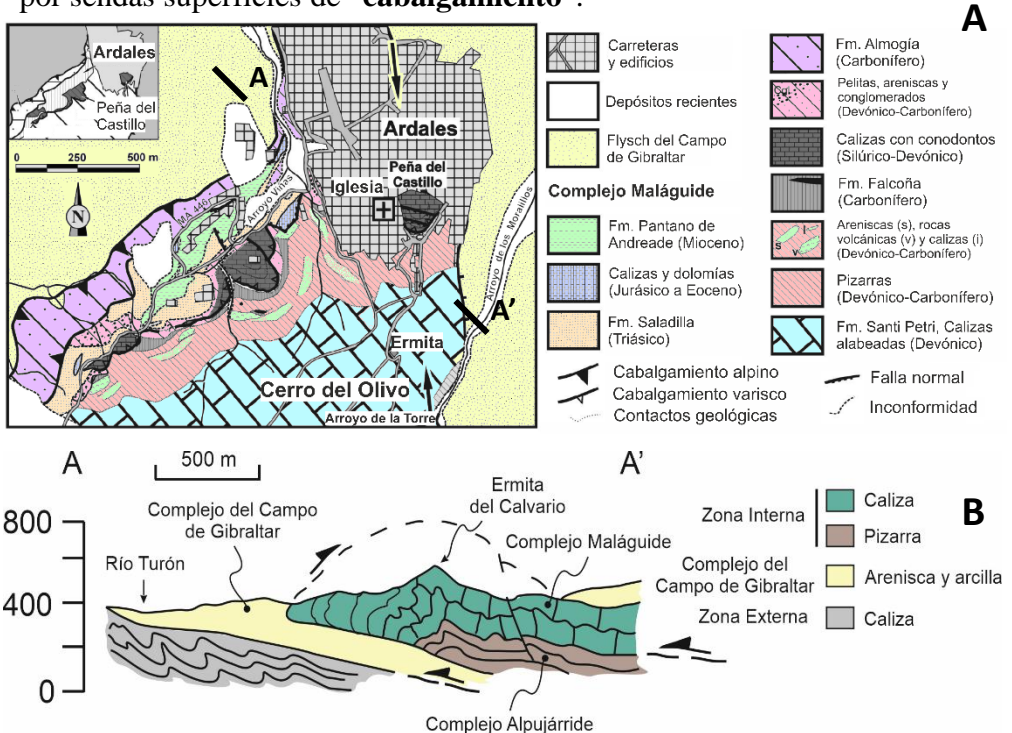 por sendas superficies de "cabalgamiento".
A
Ardales
Peña del
Castillo
0 250 500 m
N
A
Ardales
Peña del
Castillo
Iglesia
MA 446
Arroyo Viñas
Arroyo de los Moralillos
A'
Ermita
Cerro del Olivo
Arroyo de la Torre
Carreteras
y edificios
Depósitos recientes
Flysch del Campo
de Gibraltar
Complejo Maláguide
Fm. Pantano de
Andreade (Mioceno)
Calizas y dolomías
(Jurásico a Eoceno)
Fm. Saladilla
(Triásico)
Fm. Almogía
(Carbonífero)
Cgl
Pelitas, areniscas y
conglomerados
(Devónico-Carbonífero)
Calizas con conodontos
(Silúrico-Devónico)
Fm. Falcoña
(Carbonífero)
s
v
l
Areniscas (s), rocas
volcánicas (v) y calizas (i)
(Devónico-Carbonífero)
Pizarras
(Devónico-Carbonífero)
Fm. Santi Petri, Calizas
alabeadas (Devónico)
Cabalgamiento alpino
Cabalgamiento varisco
Contactos geológicos
Falla normal
Inconformidad
A
500 m
A'
B
800
400
0
Río Turón
Complejo del Campo
de Gibraltar
Ermita
del Calvario
Complejo Maláguide
Complejo Alpujárride
Zona Interna
Caliza
Pizarra
Complejo del
Campo de Gibraltar
Arenisca y arcilla
Zona Externa
Caliza